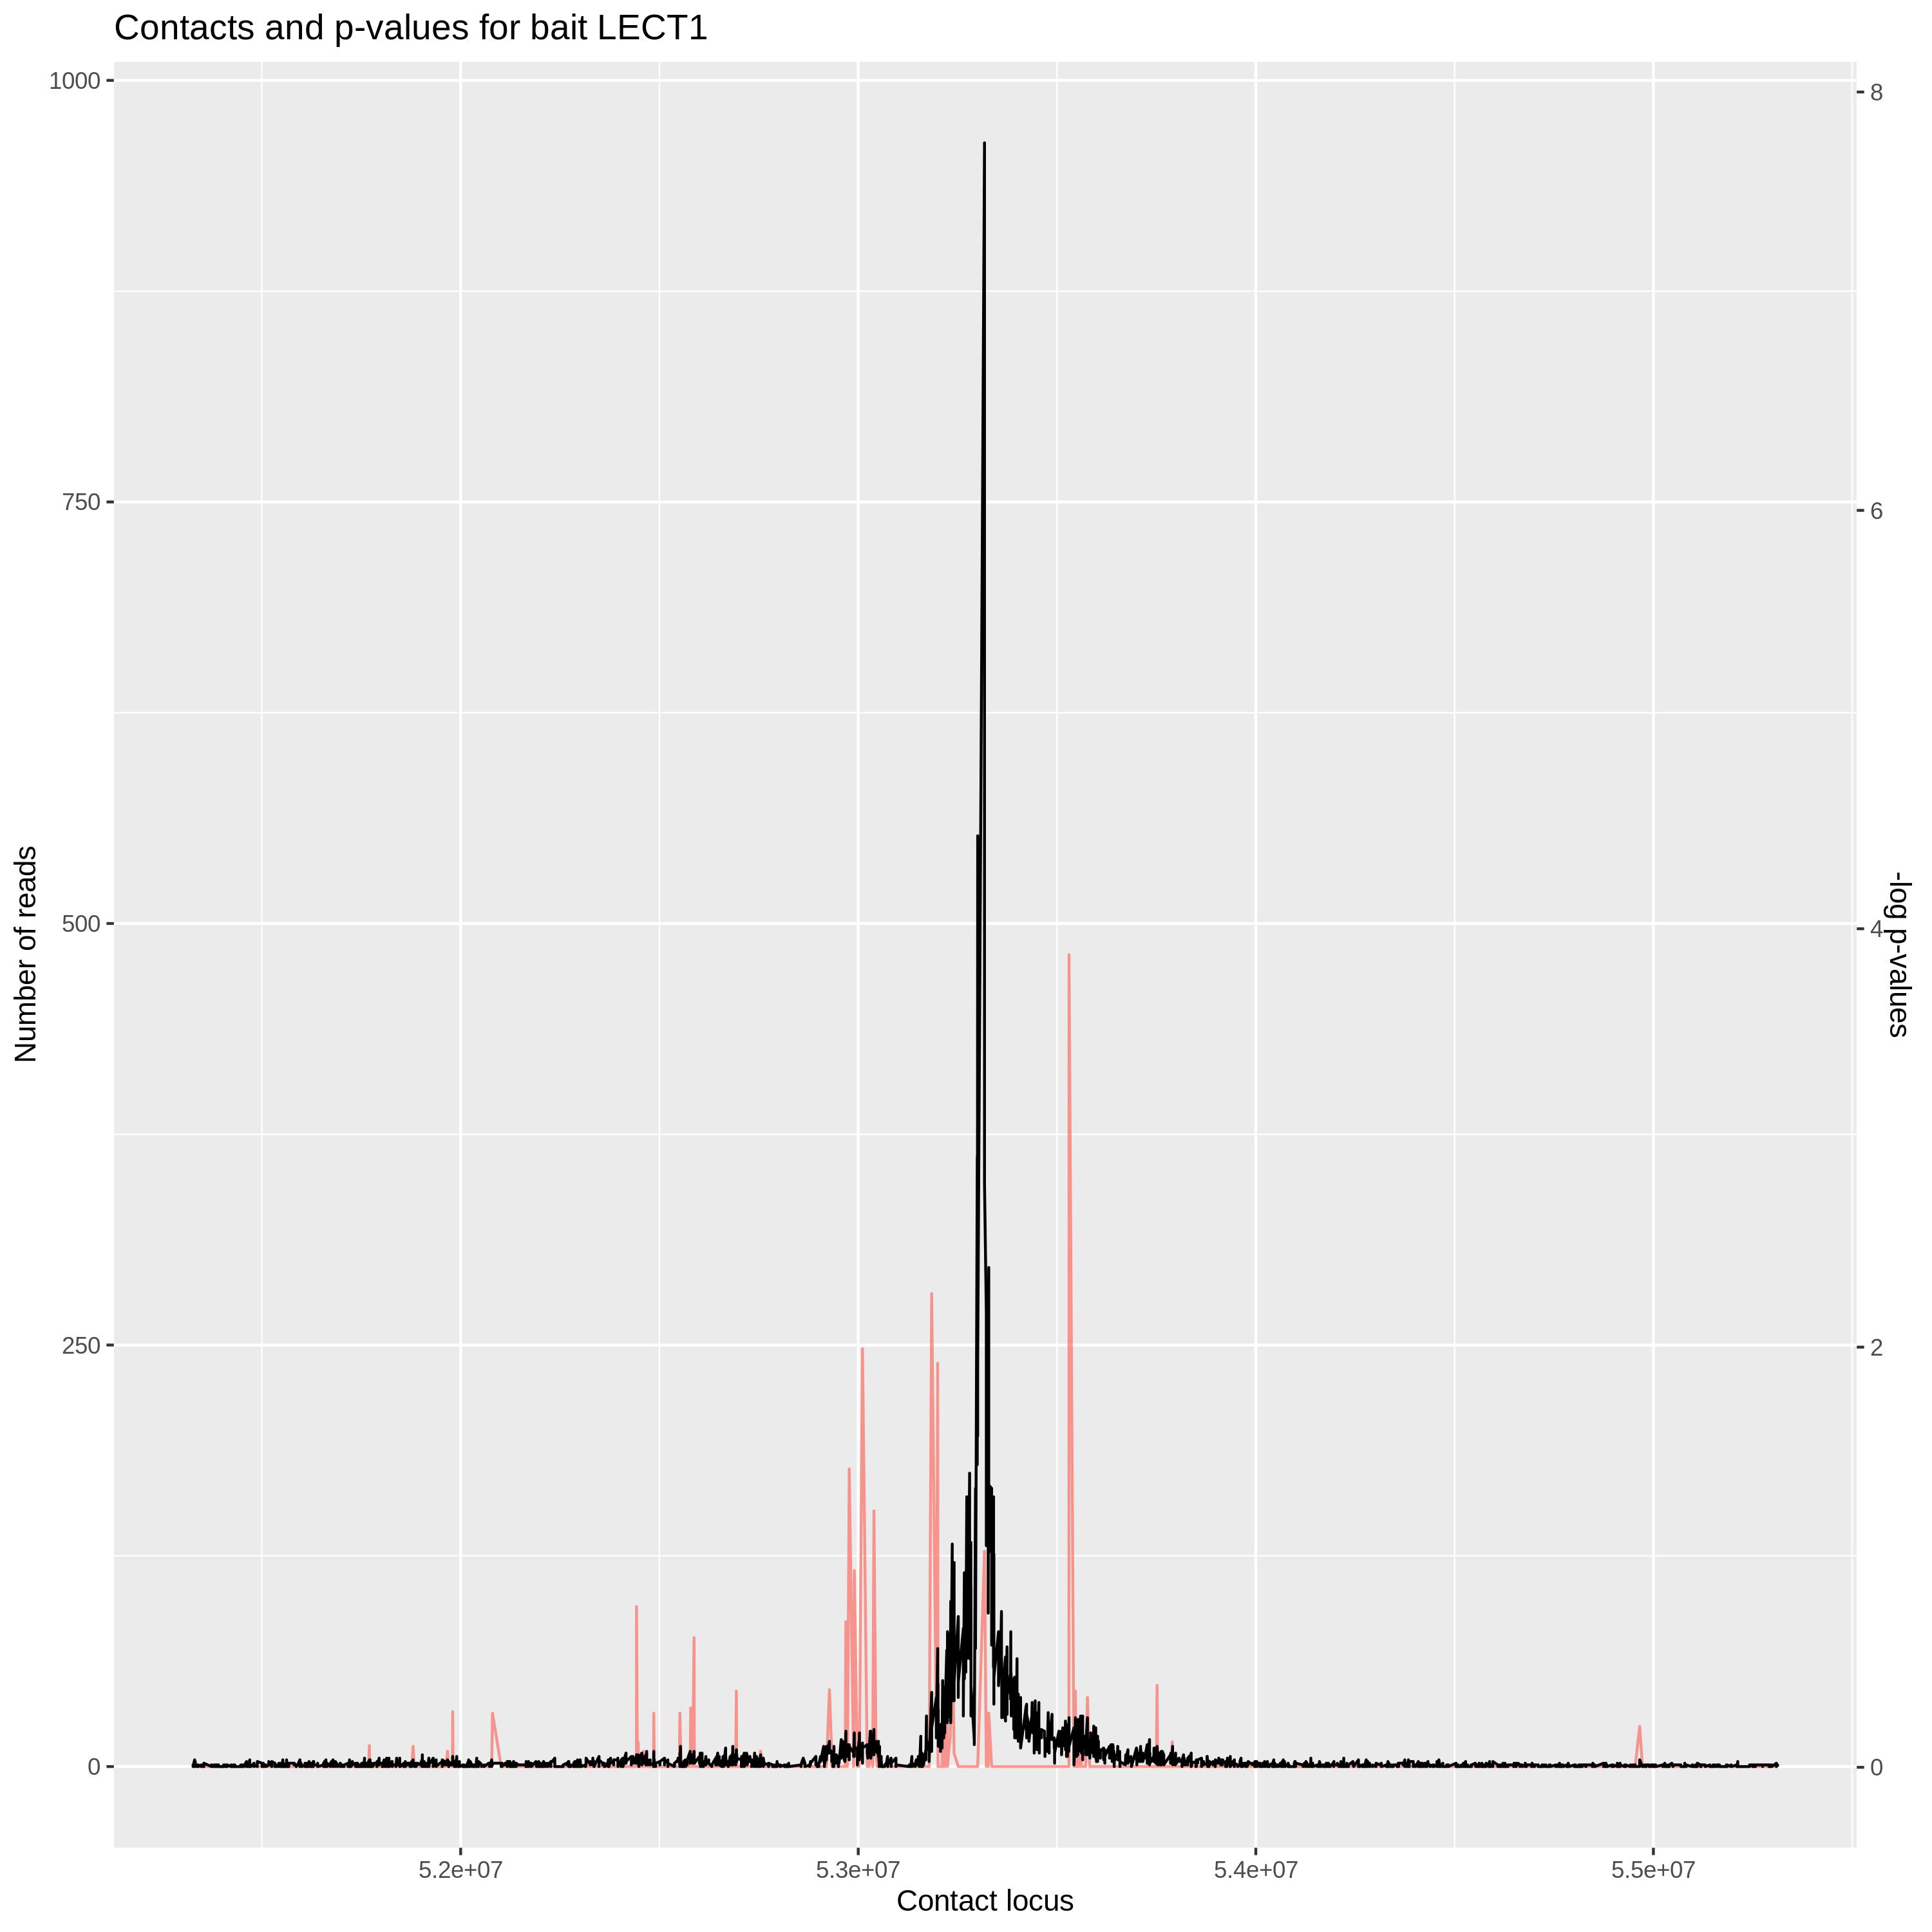 Contacts and p-values for bait LECT1
1000
750
500
250
0
Number of reads
8
6
4
2
0
-log p-values
5.2e+07
5.3e+07
5.4e+07
5.5e+07
Contact locus